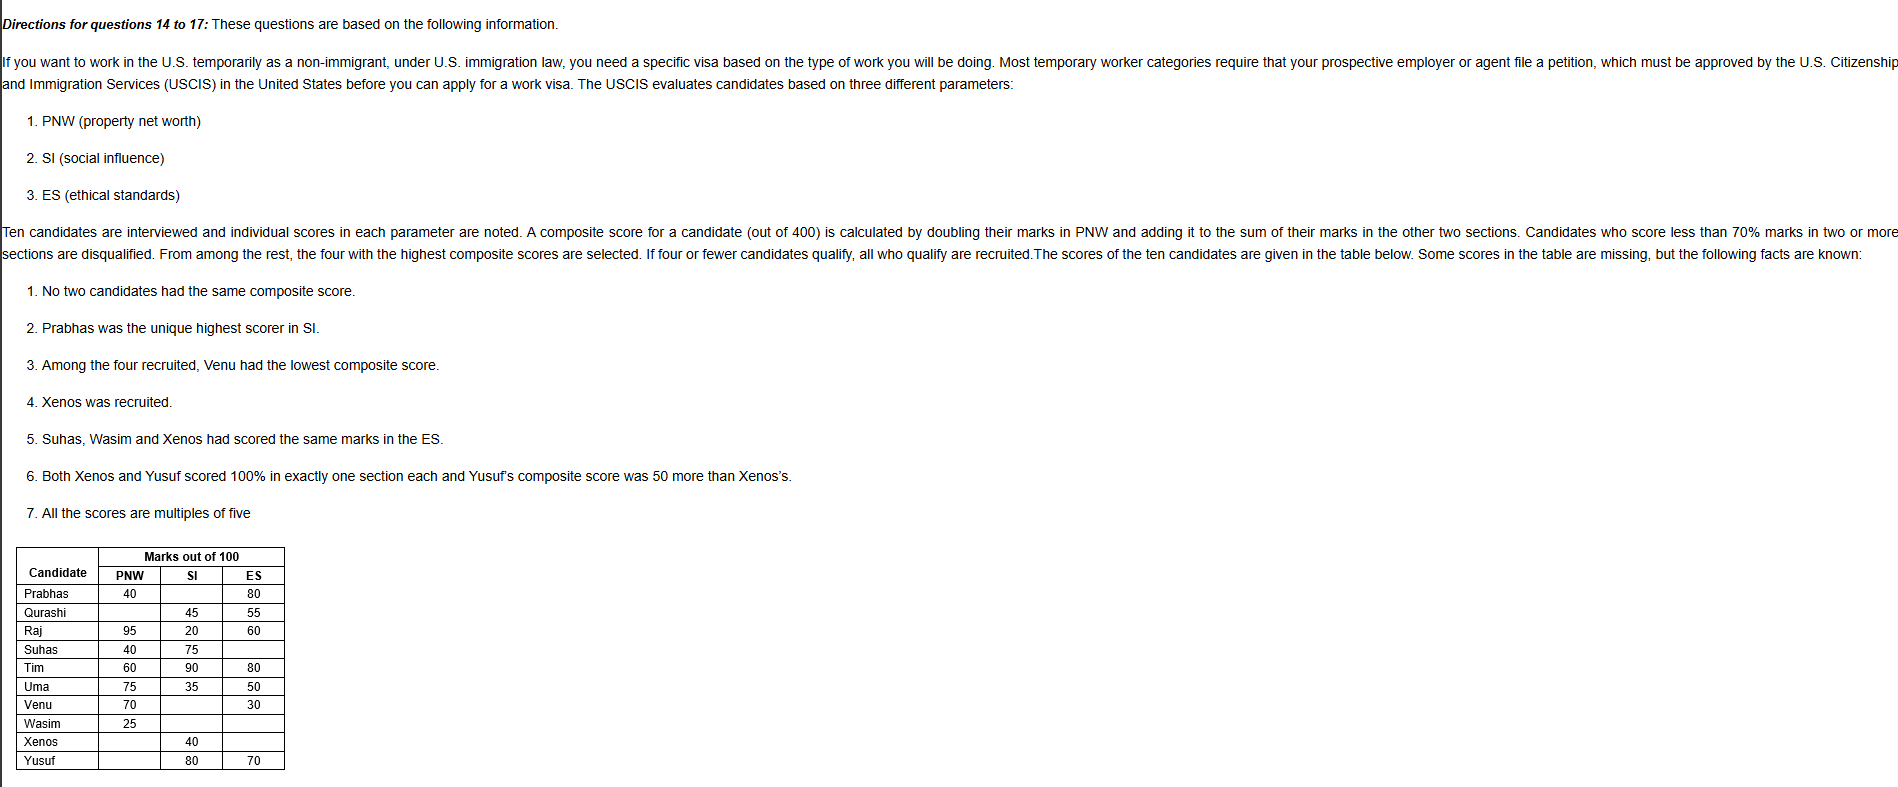 Directions for questions 14 to 17: These questions are based on the following information.
If you want to work in the U.S. temporarily as a non-immigrant, under U.S. immigration law, you need a specific visa based on the type of work you will be doing. Most temporary worker categories require that your prospective employer or agent file a petition, which must be approved by the U.S. Citizenship
and Immigration Services (USCIS) in the United States before you can apply for a work visa. The USCIS evaluates candidates based on three different parameters:
1. PNW (property net worth)
2. SI (social influence)
3. ES (ethical standards)
Ten candidates are interviewed and individual scores in each parameter are noted. A composite score for a candidate (out of 400) is calculated by doubling their marks in PNW and adding it to the sum of their marks in the other two sections. Candidates who score less than 70% marks in two or more
sections are disqualified. From among the rest, the four with the highest composite scores are selected. If four or fewer candidates qualify, all who qualify are recruited.The scores of the ten candidates are given in the table below. Some scores in the table are missing, but the following facts are known:
1. No two candidates had the same composite score.
2. Prabhas was the unique highest scorer in SI.
3. Among the four recruited, Venu had the lowest composite score.
4. Xenos was recruited.
5. Suhas, Wasim and Xenos had scored the same marks in the ES.
6. Both Xenos and Yusuf scored 100% in exactly one section each and Yusuf's composite score was 50 more than Xenos's.
7. All the scores are multiples of five
Marks out of 100
Candidate PNW SI ES
Prabhas 40 80
Qurashi 45 55
Raj 95 20 60
Suhas 40 75
Tim 60 90 80
Uma 75 35 50
Venu 70 30
Wasim 25
Xenos 40
Yusuf 80 70